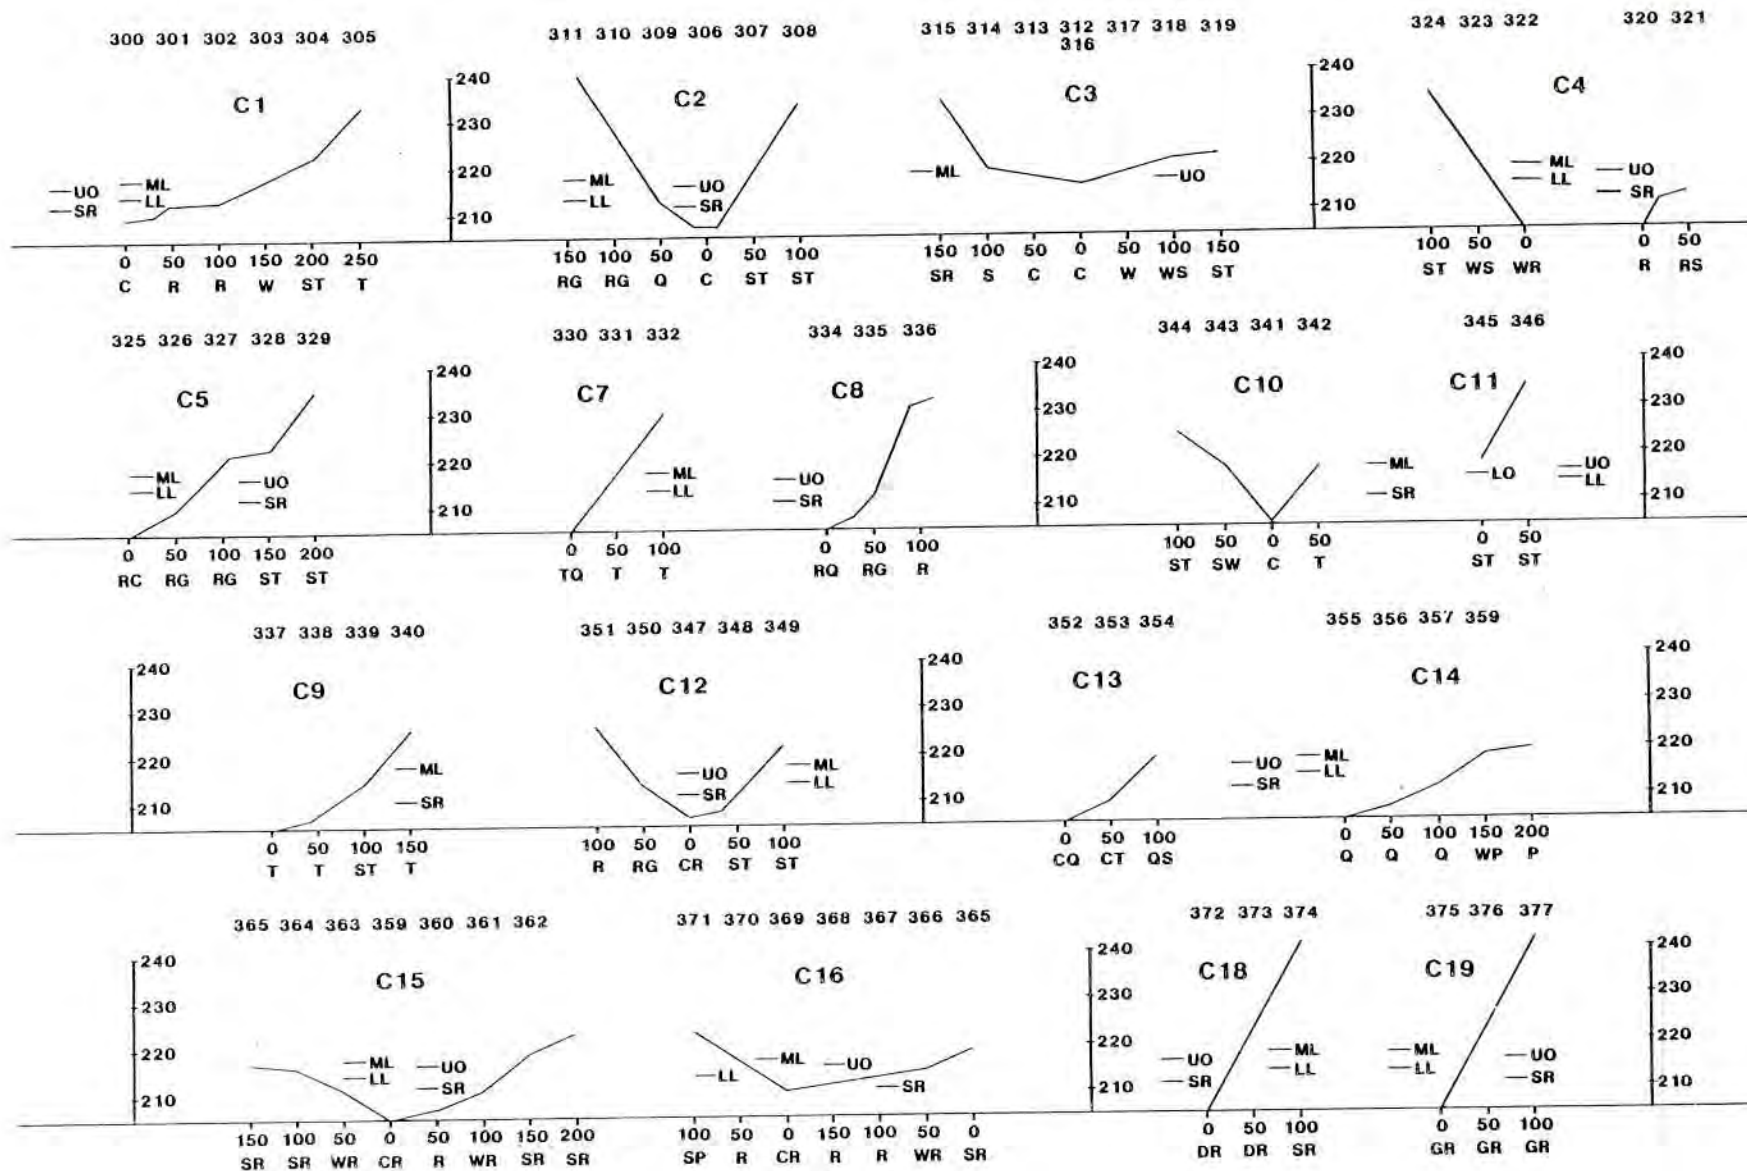 300 301 302 303 304 305 311 310 309 306 307 308 315 314 313 312 317 318 319 324 323 322 320 321
316
C1 C2 C3 C4
240 240 240
230 230 230
220 220 220
210 210 210
UO ML ML UO ML UO ML UO
SR LL LL SR LL SR
0 50 100 150 200 250 150 100 50 0 50 100 150 100 50 0 50 100 150 100 50 0 0 50
C R R W ST T RG RG Q C ST ST SR S C C W WS ST ST WS WR R RS
325 326 327 328 329 330 331 332 334 335 336 344 343 341 342 345 346
C5 C7 C8 C10 C11
240 240 240
230 230 230
220 220 220
210 210 210
ML UO ML UO ML LO UO
LL SR LL SR SR LL
0 50 100 150 200 0 50 100 0 50 100 100 50 0 50 0 50
RC RG RG ST ST TQ T T RQ RG R ST SW C T ST ST
337 338 339 340 351 350 347 348 349 352 353 354 355 356 357 359
C9 C12 C13 C14
240 240 240
230 230 230
220 220 220
210 210 210
ML UO ML UO ML
SR SR LL SR LL
0 50 100 150 100 50 0 50 100 0 50 100 0 50 100 150 200
T T ST T R RG CR ST ST CQ CT QS Q Q Q WP P
365 364 363 359 360 361 362 371 370 369 368 367 366 365 372 373 374 375 376 377
C15 C16 C18 C19
240 240 240
230 230 230
220 220 220
210 210 210
ML UO ML UO UO ML ML UO
LL SR LL SR SR LL LL SR
150 100 50 0 50 100 150 200 100 50 0 150 100 50 0 0 50 100 0 50 100
SR SR WR CR R WR SR SR SP R CR R R WR SR DR DR SR GR GR GR